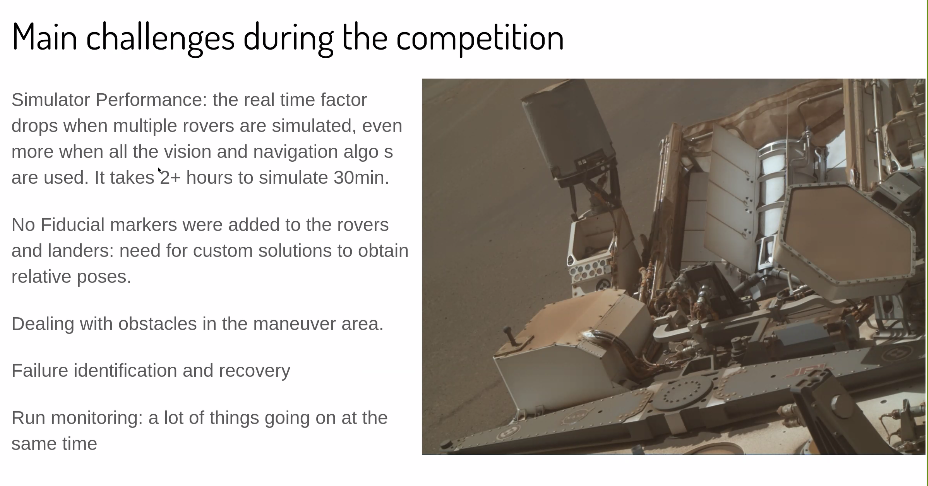 Main challenges during the competition
Simulator Performance: the real time factor
drops when multiple rovers are simulated, even
more when all the vision and navigation algo s
are used. It takes 2+ hours to simulate 30min.
No Fiducial markers were added to the rovers
and landers: need for custom solutions to obtain
relative poses.
Dealing with obstacles in the maneuver area.
Failure identification and recovery
Run monitoring: a lot of things going on at the
same time